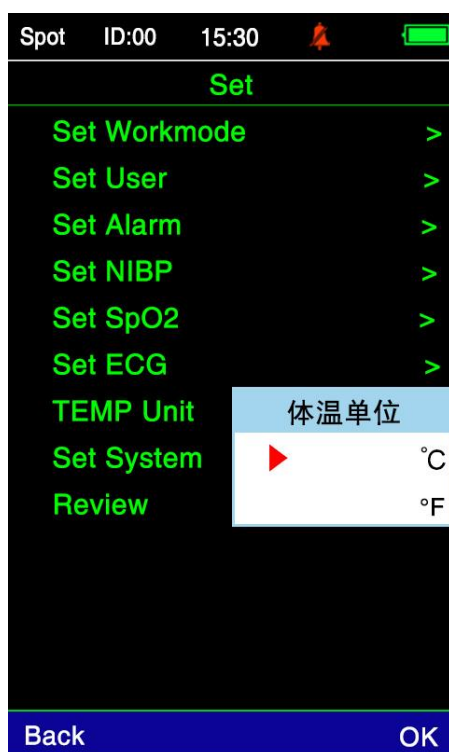 Spot ID:00 15:30
Set
Set Workmode >
Set User >
Set Alarm >
Set NIBP >
Set SpO2 >
Set ECG >
TEMP Unit 体温单位
Set System °C
Review °F
Back OK